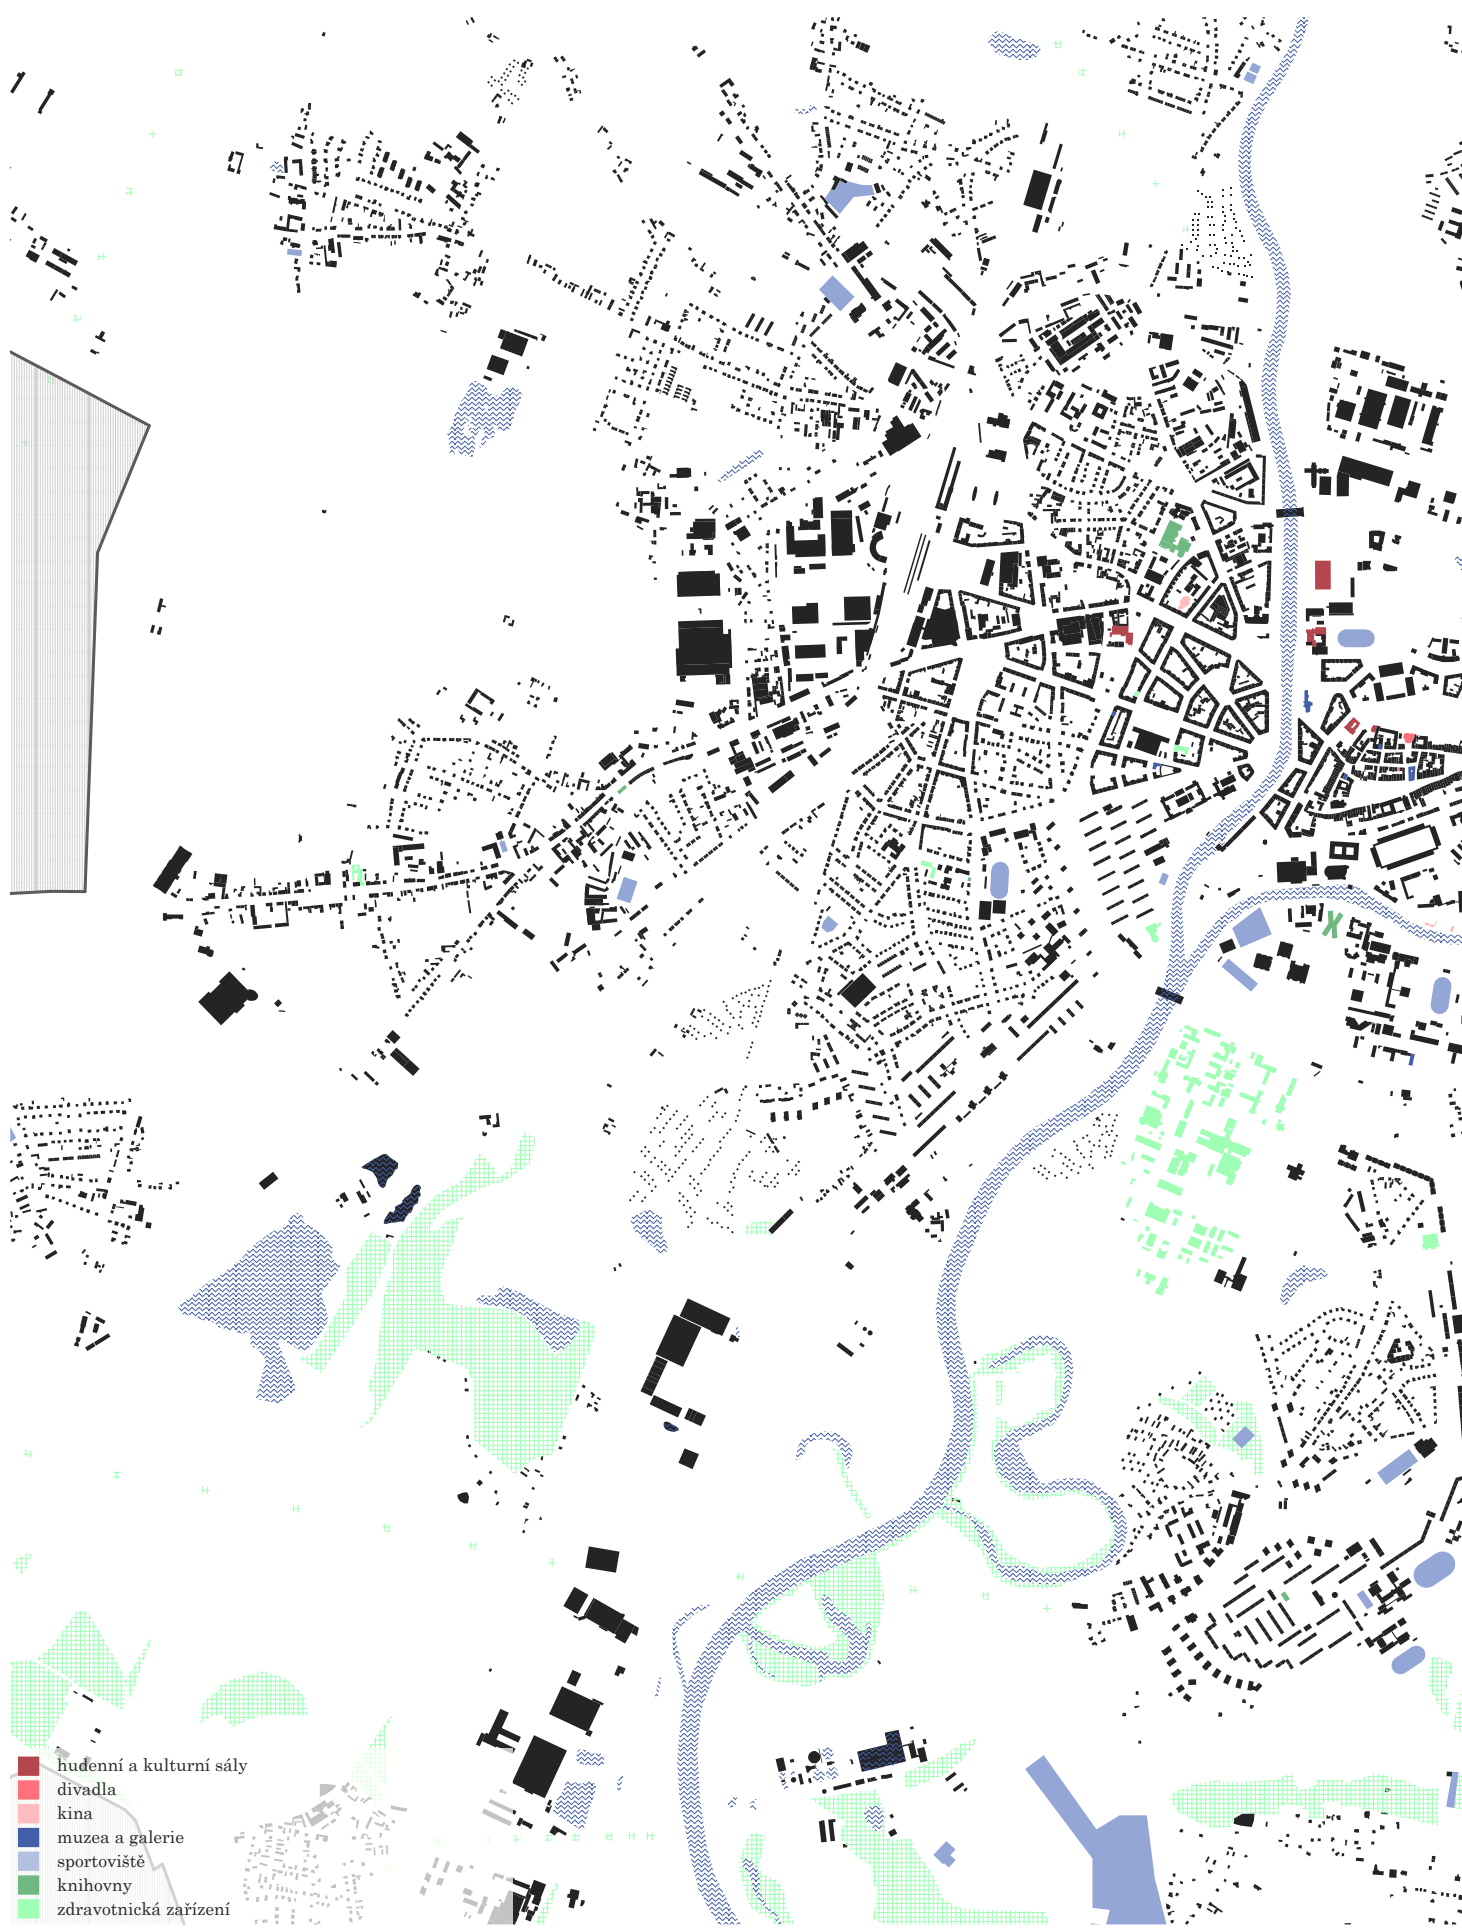 hudenní a kulturní sály
divadla
kina
muzea a galerie
sportoviště
knihovny
zdravotnická zařízení